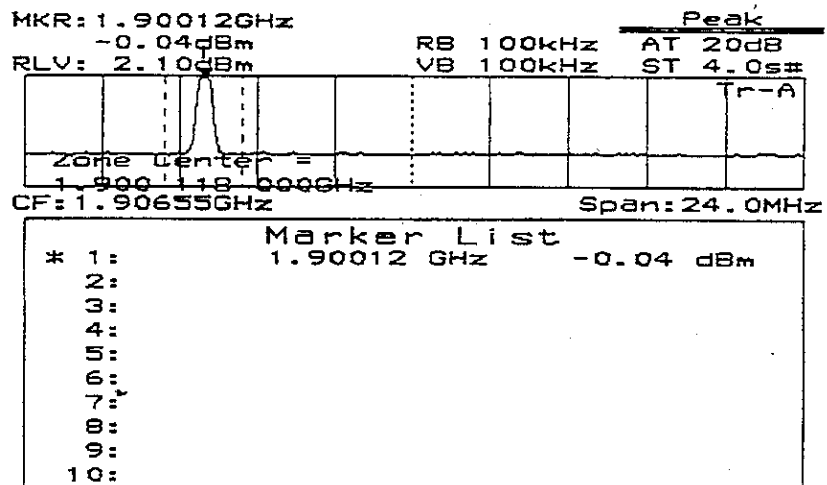 MKR:1.90012GHz Peak
-0.04dBm RB 100kHz AT 20dB
RLV: 2.10dBm VB 100kHz ST 4.0s#
Tr-A
Zone Center =
1.900 118 000GHz
CF:1.90655GHz Span:24.0MHz
Marker List
* 1: 1.90012 GHz -0.04 dBm
2:
3:
4:
5:
6:
7:
8:
9:
10: